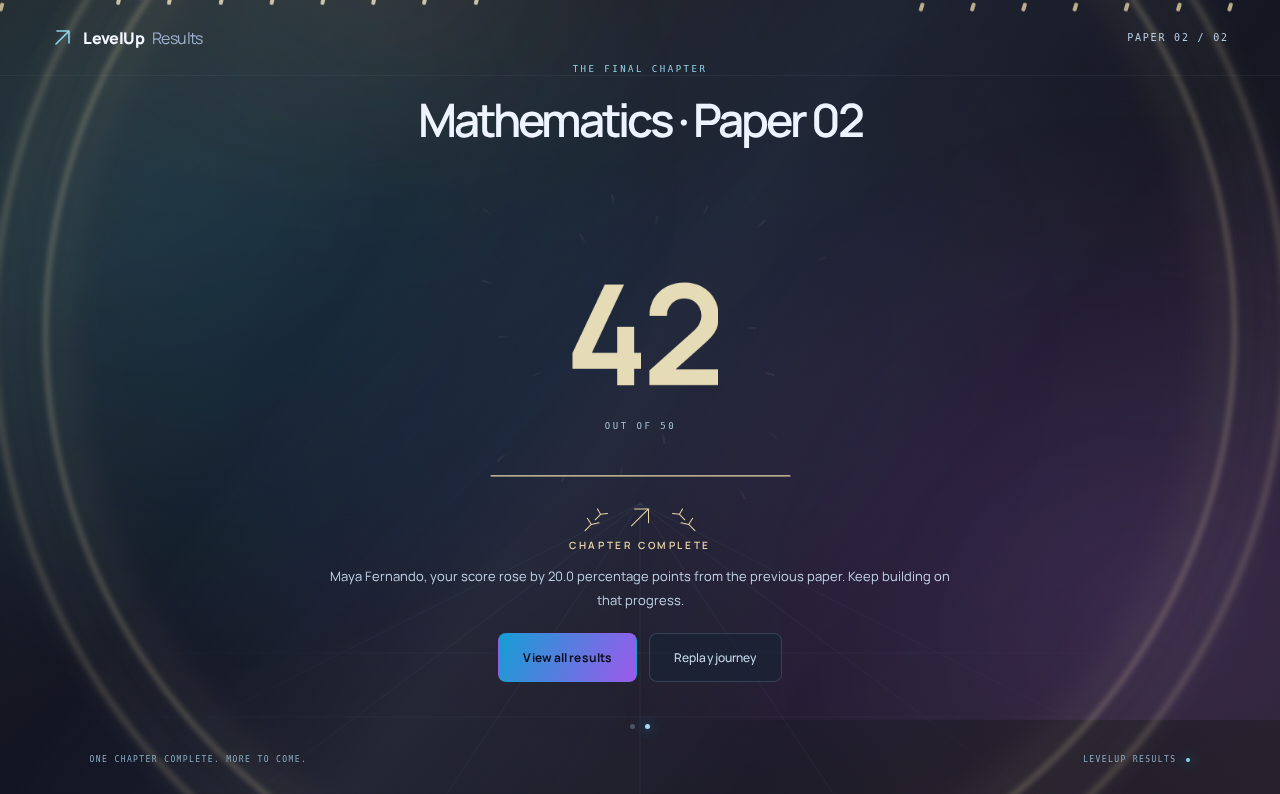 LevelUp Results
PAPER 02 / 02
THE FINAL CHAPTER
Mathematics · Paper 02
42
OUT OF 50
CHAPTER COMPLETE
Maya Fernando, your score rose by 20.0 percentage points from the previous paper. Keep building on
that progress.
View all results
Replay journey
ONE CHAPTER COMPLETE. MORE TO COME.
LEVELUP RESULTS